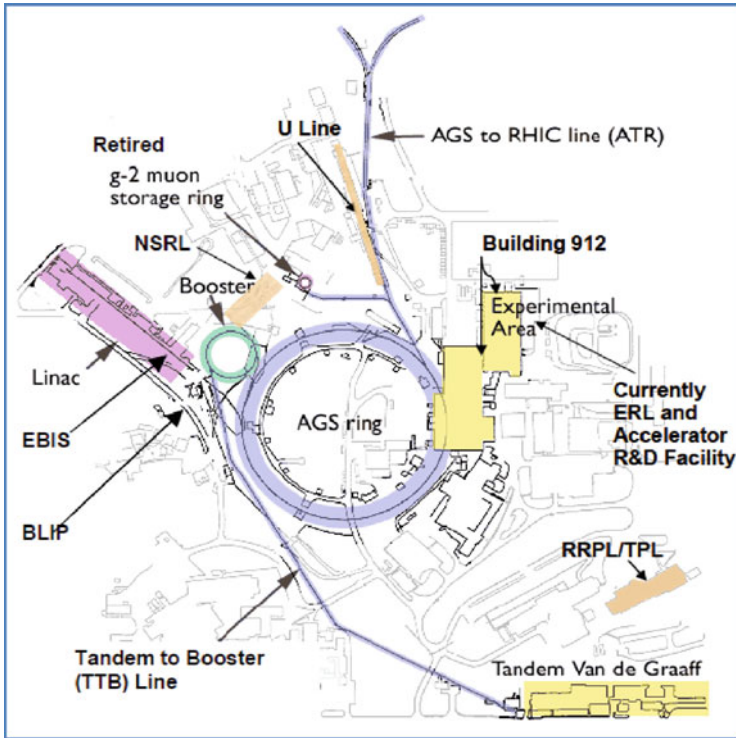 U Line
AGS to RHIC line (ATR)
Retired
g-2 muon
storage ring
NSRL
Building 912
Booster
Experimental
Area
Linac
AGS ring
Currently
ERL and
Accelerator
R&D Facility
EBIS
BLIP
RRPL/TPL
Tandem to Booster
(TTB) Line
Tandem Van de Graaff